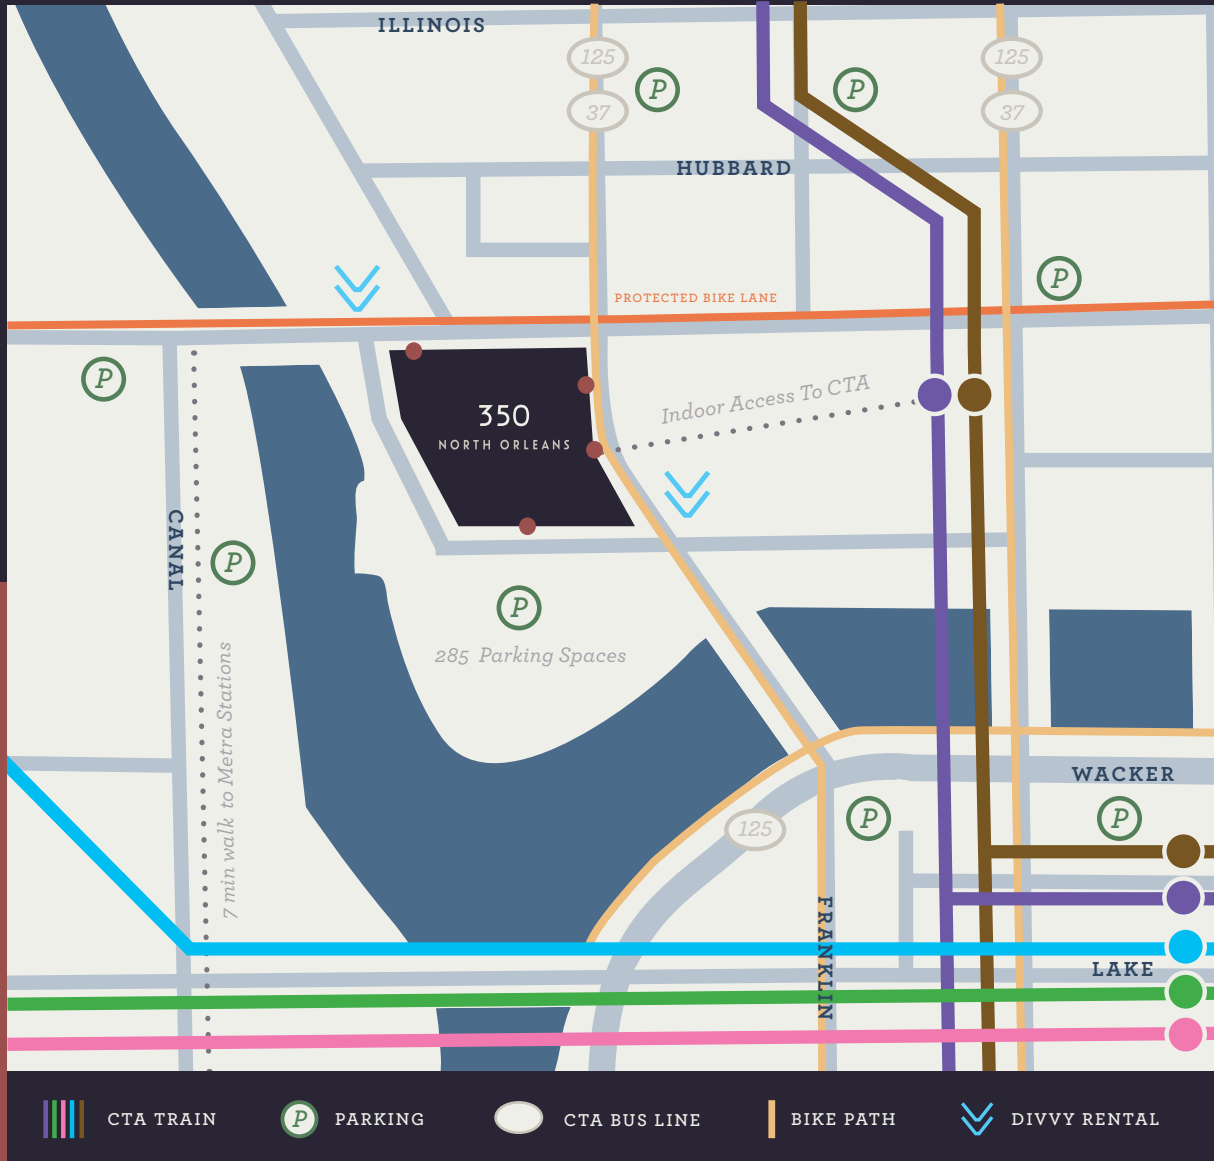 ILLINOIS
125
125
P
P
37
37
HUBBARD
P
PROTECTED BIKE LANE
P
Indoor Access To CTA
350
NORTH ORLEANS
CANAL
P
P
285 Parking Spaces
7 min walk to Metra Stations
WACKER
P
P
125
FRANKLIN
LAKE
CTA TRAIN
P
PARKING
CTA BUS LINE
BIKE PATH
DIVVY RENTAL